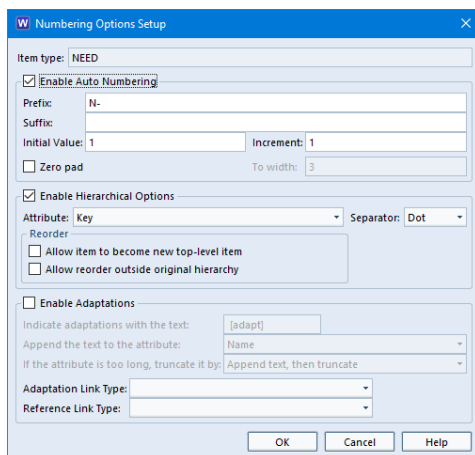 W Numbering Options Setup
Item type: NEED
Enable Auto Numbering
Prefix: N-
Suffix:
Initial Value: 1 Increment: 1
Zero pad To width: 3
Enable Hierarchical Options
Attribute: Key Separator: Dot
Reorder
Allow item to become new top-level item
Allow reorder outside original hierarchy
Enable Adaptations
Indicate adaptations with the text: [adapt]
Append the text to the attribute: Name
If the attribute is too long, truncate it by: Append text, then truncate
Adaptation Link Type:
Reference Link Type:
OK Cancel Help